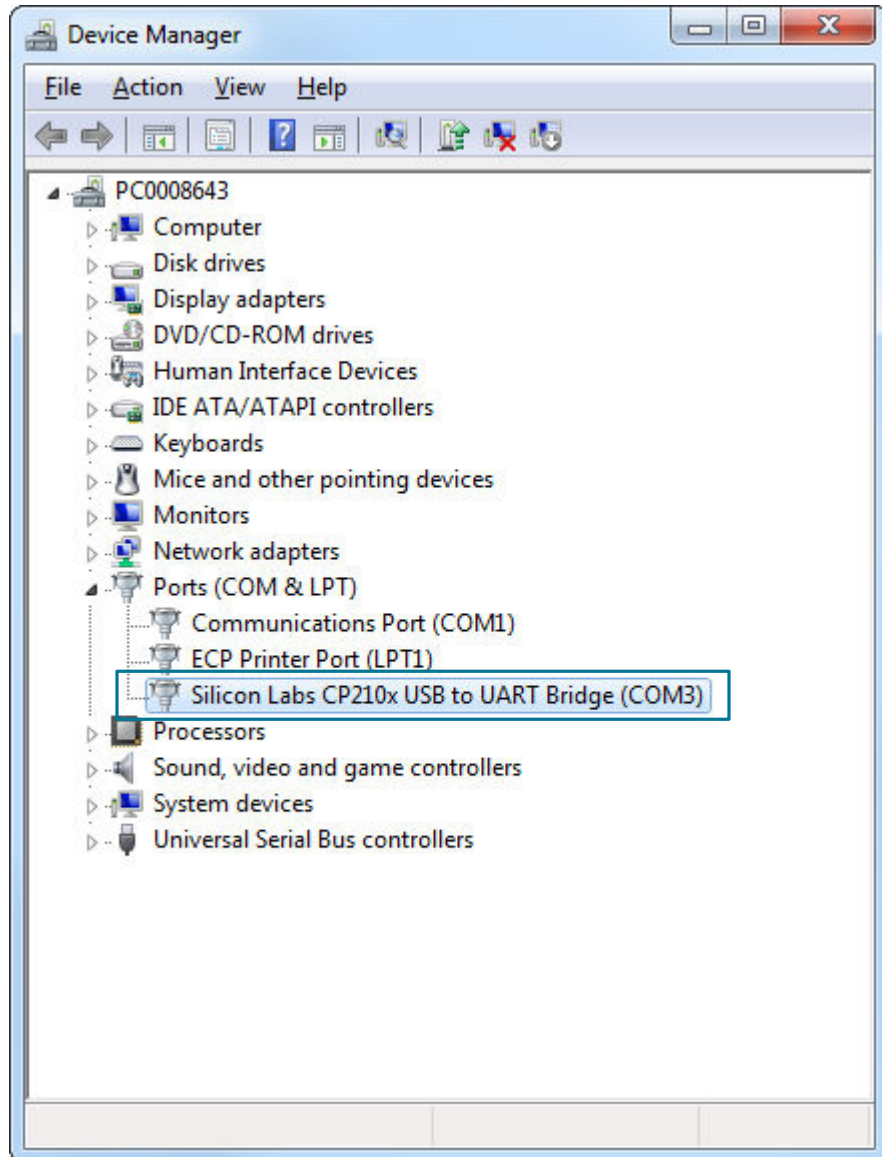 Device Manager
File Action View Help
PC0008643
Computer
Disk drives
Display adapters
DVD/CD-ROM drives
Human Interface Devices
IDE ATA/ATAPI controllers
Keyboards
Mice and other pointing devices
Monitors
Network adapters
Ports (COM & LPT)
Communications Port (COM1)
ECP Printer Port (LPT1)
Silicon Labs CP210x USB to UART Bridge (COM3)
Processors
Sound, video and game controllers
System devices
Universal Serial Bus controllers